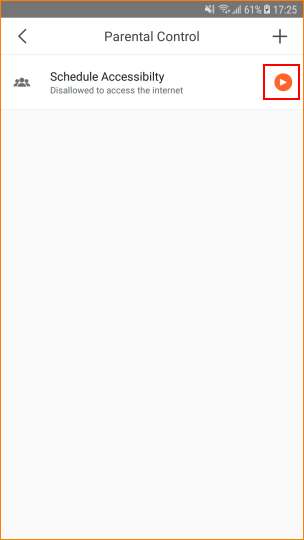 61% 17:25
Parental Control
Schedule Accessibilty
Disallowed to access the internet